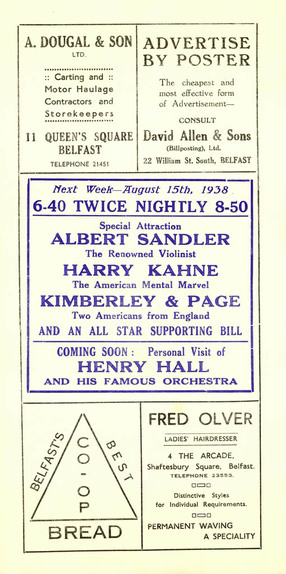 A. DOUGAL & SON
LTD.
:: Carting and ::
Motor Haulage
Contractors and
Storekeepers
11 QUEEN'S SQUARE
BELFAST
TELEPHONE 21451
ADVERTISE
BY POSTER
The cheapest and
most effective form
of Advertisement—
CONSULT
David Allen & Sons
(Billposting), Ltd.
22 William St. South, BELFAST
Next Week—August 15th, 1938
6-40 TWICE NIGHTLY 8-50
Special Attraction
ALBERT SANDLER
The Renowned Violinist
HARRY KAHNE
The American Mental Marvel
KIMBERLEY & PAGE
Two Americans from England
AND AN ALL STAR SUPPORTING BILL
COMING SOON: Personal Visit of
HENRY HALL
AND HIS FAMOUS ORCHESTRA
BELFAST'S
BEST
CO-OP
BREAD
FRED OLVER
LADIES' HAIRDRESSER
4 THE ARCADE,
Shaftesbury Square, Belfast.
TELEPHONE 23553.
Distinctive Styles
for Individual Requirements.
PERMANENT WAVING
A SPECIALITY